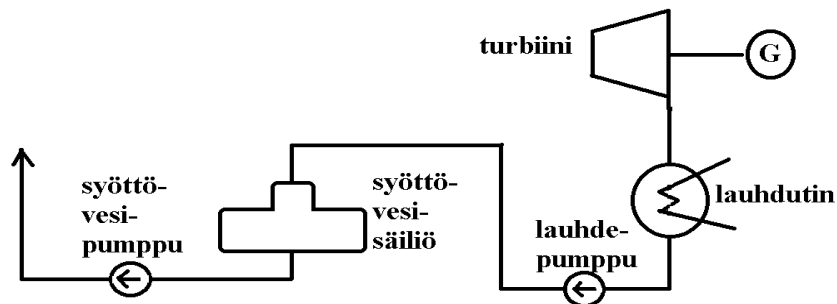 turbiini
G
syöttö-
vesi-
pumppu
syöttö-
vesi-
säiliö
lauhde-
pumppu
lauhdutin